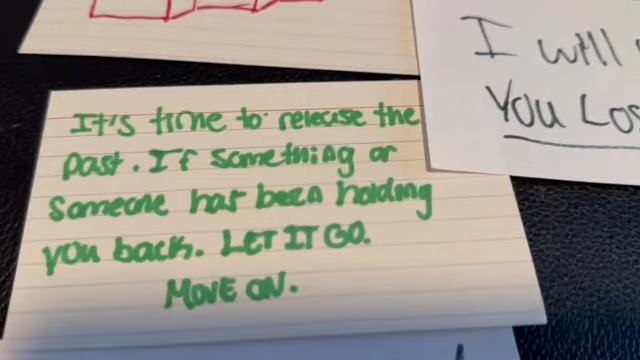 It's time to release the
past. If something or
someone has been holding
you back. LET IT GO.
MOVE ON.
I will
YOU LOS